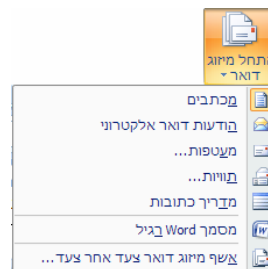 התחל מיזוג
דואר
מכתבים
הודעות דואר אלקטרוני
מעטפות...
תוויות...
מדריך כתובות
מסמך Word רגיל
אשף מיזוג דואר צעד אחר צעד...